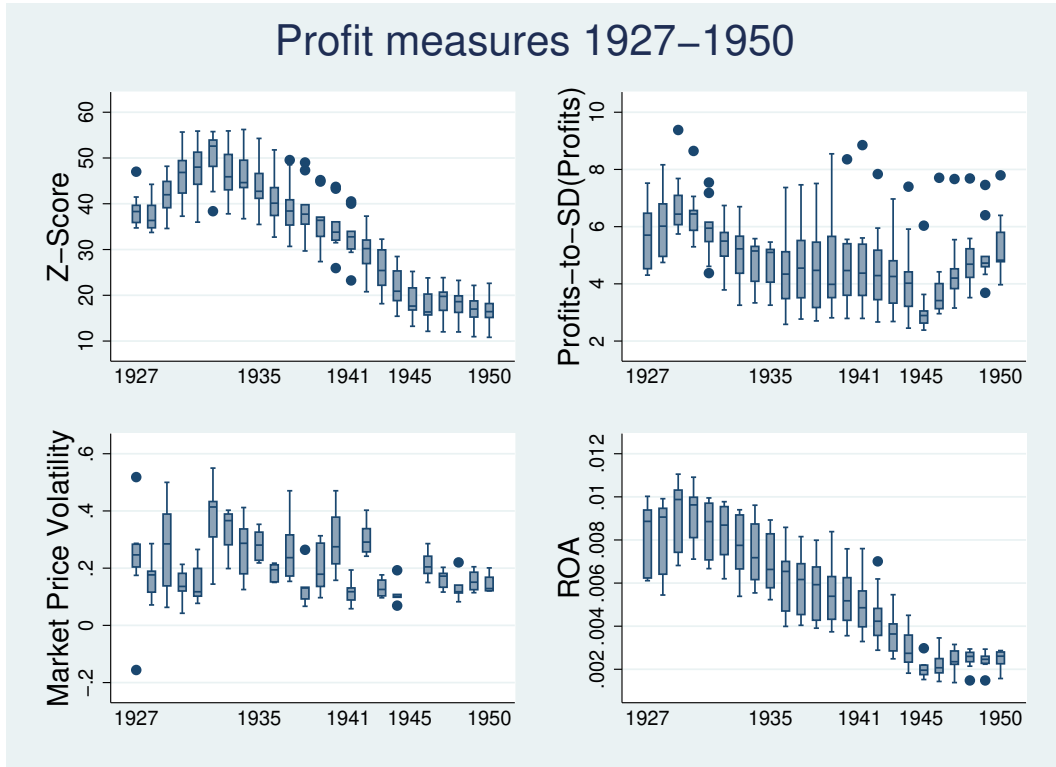 Profit measures 1927–1950
Z–Score
60
50
40
30
20
10
1927 1935 1941 1945 1950
Profits–to–SD(Profits)
10
8
6
4
2
1927 1935 1941 1945 1950
Market Price Volatility
.6
.4
.2
0
–.2
1927 1935 1941 1945 1950
ROA
.012
.01
.008
.006
.004
.002
1927 1935 1941 1945 1950